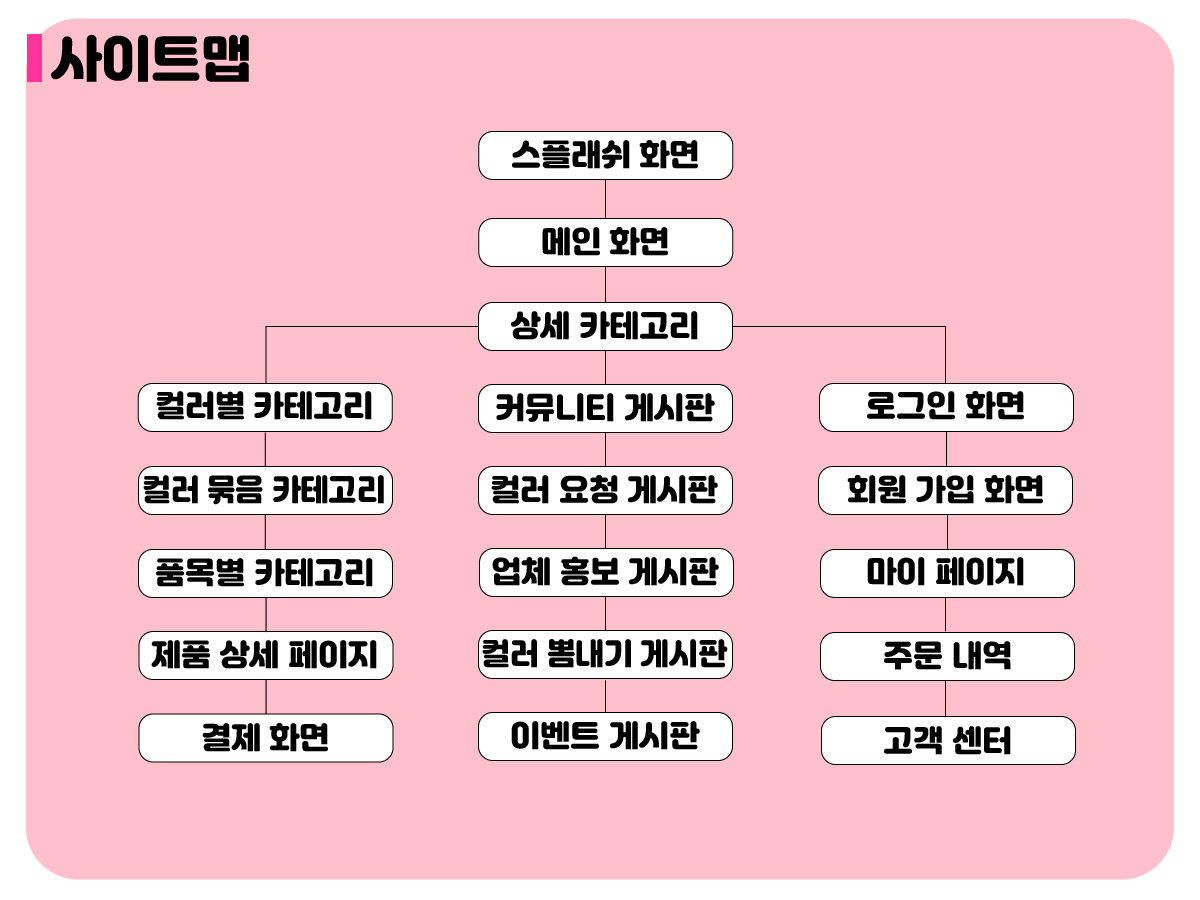 사이트맵
스플래쉬 화면
메인 화면
상세 카테고리
컬러별 카테고리
커뮤니티 게시판
로그인 화면
컬러 묶음 카테고리
컬러 요청 게시판
회원 가입 화면
품목별 카테고리
업체 홍보 게시판
마이 페이지
제품 상세 페이지
컬러 뽐내기 게시판
주문 내역
결제 화면
이벤트 게시판
고객 센터